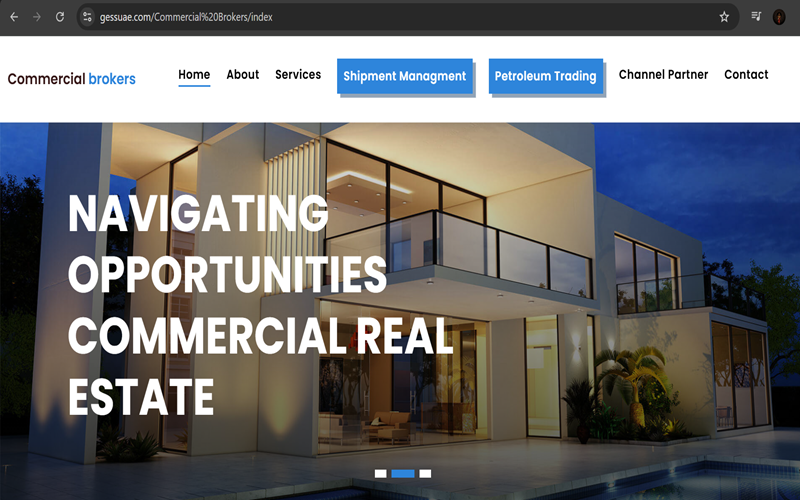 gessuae.com/Commercial%20Brokers/index
Commercial brokers
Home
About
Services
Shipment Managment
Petroleum Trading
Channel Partner
Contact
NAVIGATING
OPPORTUNITIES
COMMERCIAL REAL
ESTATE